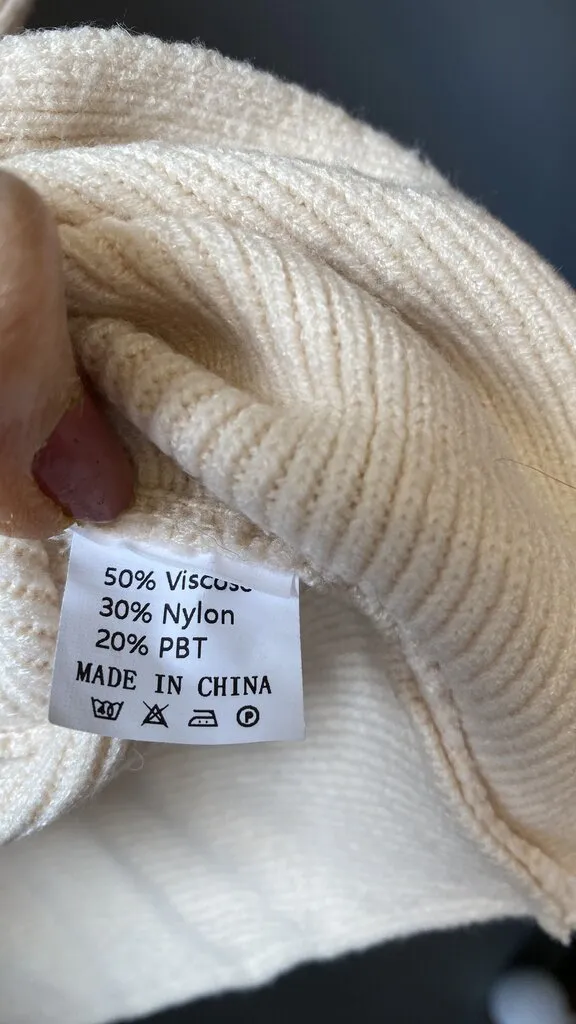 50% Viscose
30% Nylon
20% PBT
MADE IN CHINA
P